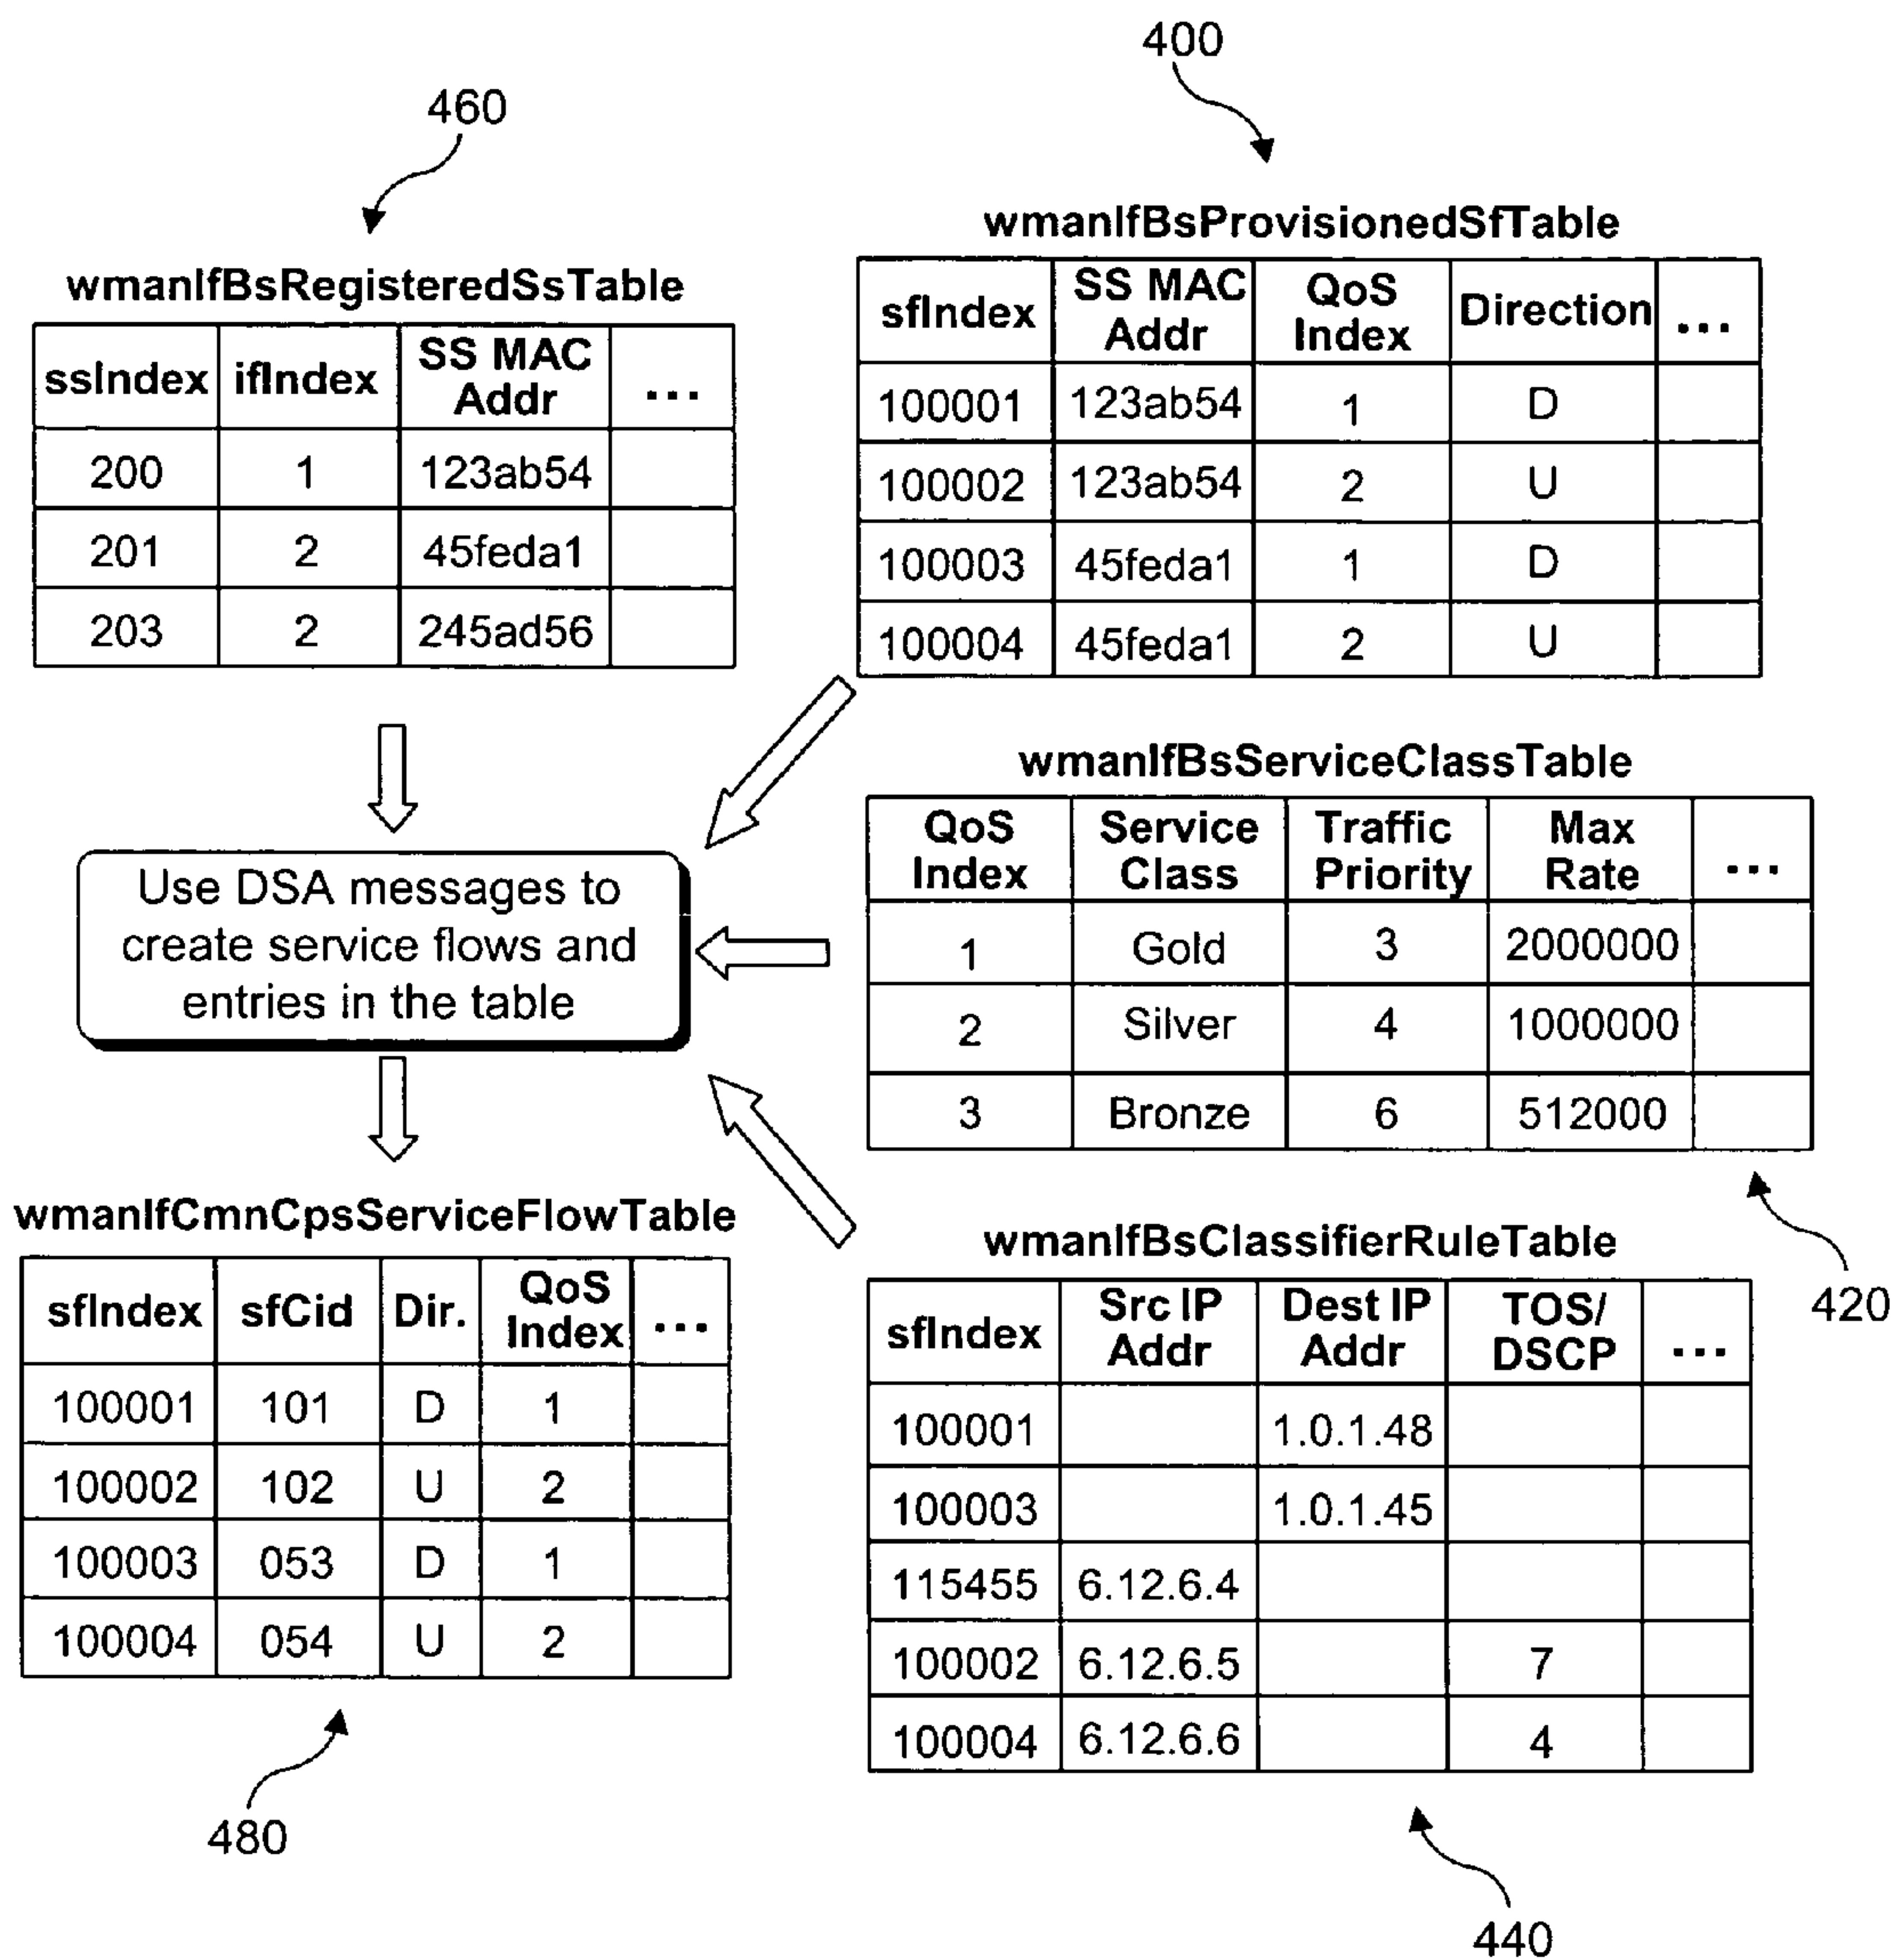 400
460
wmanIfBsRegisteredSsTable
ssIndex ifIndex SS MAC Addr ...
200 1 123ab54
201 2 45feda1
203 2 245ad56
wmanIfBsProvisionedSfTable
sfIndex SS MAC Addr QoS Index Direction ...
100001 123ab54 1 D
100002 123ab54 2 U
100003 45feda1 1 D
100004 45feda1 2 U
Use DSA messages to
create service flows and
entries in the table
wmanIfBsServiceClassTable
QoS Index Service Class Traffic Priority Max Rate ...
1 Gold 3 2000000
2 Silver 4 1000000
3 Bronze 6 512000
420
wmanIfCmnCpsServiceFlowTable
sfIndex sfCid Dir. QoS Index ...
100001 101 D 1
100002 102 U 2
100003 053 D 1
100004 054 U 2
480
wmanIfBsClassifierRuleTable
sfIndex Src IP Addr Dest IP Addr TOS/ DSCP ...
100001 1.0.1.48
100003 1.0.1.45
115455 6.12.6.4
100002 6.12.6.5 7
100004 6.12.6.6 4
440